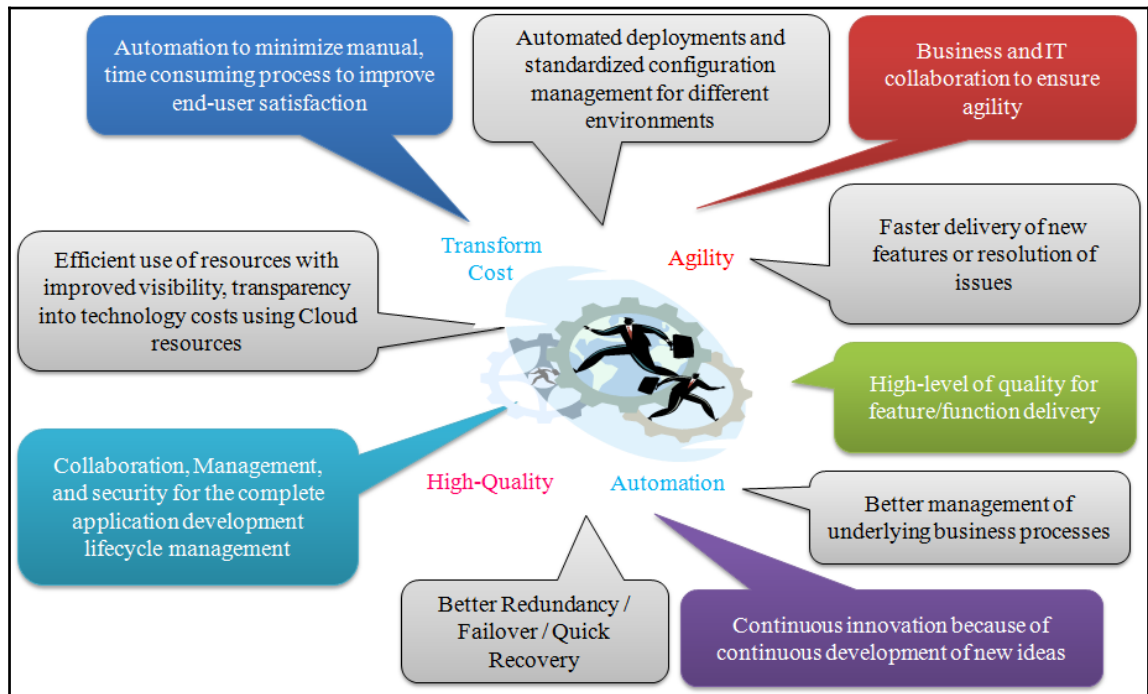 Automation to minimize manual,
time consuming process to improve
end-user satisfaction
Automated deployments and
standardized configuration
management for different
environments
Business and IT
collaboration to ensure
agility
Efficient use of resources with
improved visibility, transparency
into technology costs using Cloud
resources
Transform
Cost
Agility
Faster delivery of new
features or resolution of
issues
High-level of quality for
feature/function delivery
Collaboration, Management,
and security for the complete
application development
lifecycle management
High-Quality
Automation
Better management of
underlying business processes
Better Redundancy /
Failover / Quick
Recovery
Continuous innovation because of
continuous development of new ideas